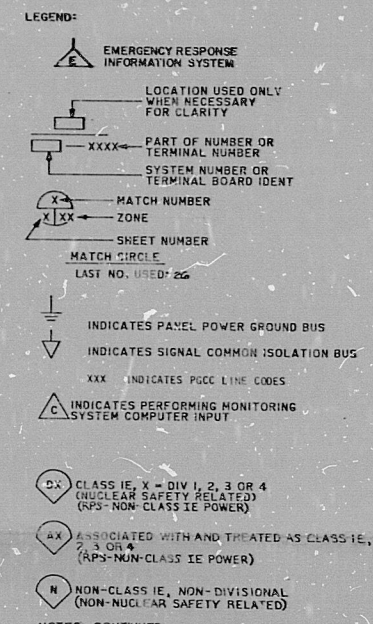 LEGEND:
E
EMERGENCY RESPONSE
INFORMATION SYSTEM
LOCATION USED ONLY
WHEN NECESSARY
FOR CLARITY
XXXX
PART OF NUMBER OR
TERMINAL NUMBER
SYSTEM NUMBER OR
TERMINAL BOARD IDENT
X
MATCH NUMBER
X XX
ZONE
SHEET NUMBER
MATCH CIRCLE
LAST NO. USED: 26
INDICATES PANEL POWER GROUND BUS
INDICATES SIGNAL COMMON ISOLATION BUS
XXX INDICATES PGCC LINE CODES
C
INDICATES PERFORMING MONITORING
SYSTEM COMPUTER INPUT
DX
CLASS IE, X = DIV 1, 2, 3 OR 4
(NUCLEAR SAFETY RELATED)
(RPS-NON-CLASS IE POWER)
AX
ASSOCIATED WITH AND TREATED AS CLASS IE,
2, 3 OR 4
(RPS-NON-CLASS IE POWER)
N
NON-CLASS IE, NON-DIVISIONAL
(NON-NUCLEAR SAFETY RELATED)